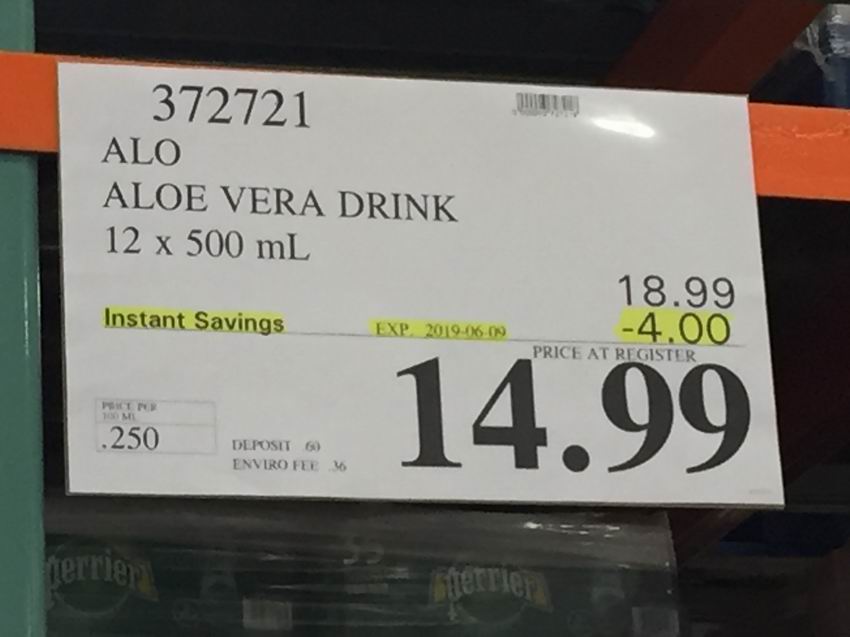 372721
ALO
ALOE VERA DRINK
12 x 500 mL
18.99
Instant Savings EXP. 2019-06-09 -4.00
PRICE AT REGISTER
14.99
PRICE PER
100 ML
.250
DEPOSIT .60
ENVIRO FEE .36
perrier
perrier